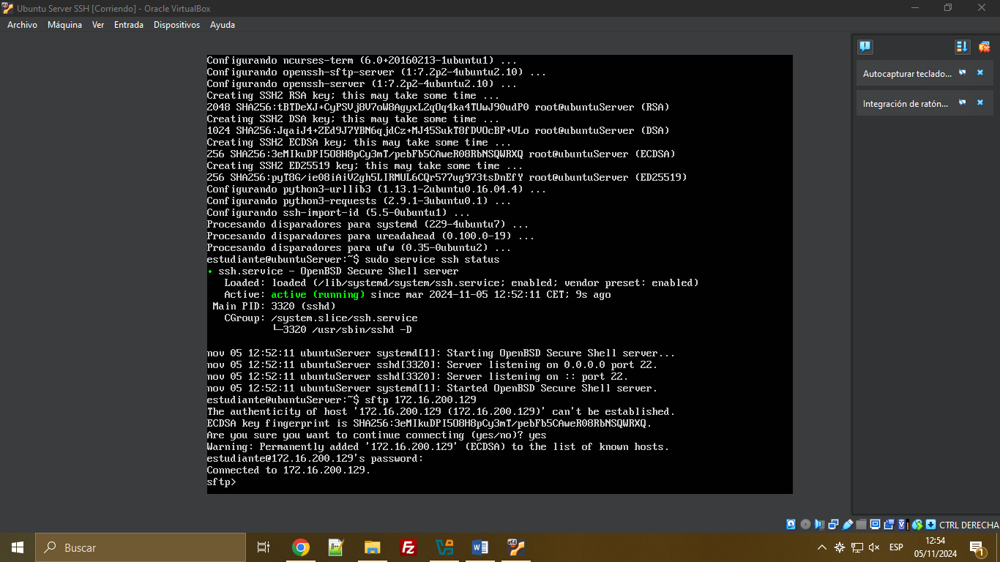 Ubuntu Server SSH [Corriendo] - Oracle VirtualBox
Archivo Máquina Ver Entrada Dispositivos Ayuda
Configurando ncurses-term (6.0+20160213-1ubuntu1) ...
Configurando openssh-sftp-server (1:7.2p2-4ubuntu2.10) ...
Configurando openssh-server (1:7.2p2-4ubuntu2.10) ...
Creating SSH2 RSA key; this may take some time ...
2048 SHA256:tBTDeXJ+CyPSVj8V7oW8AgyxL2qOq4ka4TUwJ90udP0 root@ubuntuServer (RSA)
Creating SSH2 DSA key; this may take some time ...
1024 SHA256:JqaiJ4+ZEd9J7YBN6qjdCz+MJ45SukT8fDVOcBP+VLo root@ubuntuServer (DSA)
Creating SSH2 ECDSA key; this may take some time ...
256 SHA256:3eMIkuDPI5O8H8pCy3mT/pebFb5CAweR08RbNSQWRXQ root@ubuntuServer (ECDSA)
Creating SSH2 ED25519 key; this may take some time ...
256 SHA256:pyT8G/ie08iAiV2gh5LIRMUL6CQr577ug973tsDnEfY root@ubuntuServer (ED25519)
Configurando python3-urllib3 (1.13.1-2ubuntu0.16.04.4) ...
Configurando python3-requests (2.9.1-3ubuntu0.1) ...
Configurando ssh-import-id (5.5-0ubuntu1) ...
Procesando disparadores para systemd (229-4ubuntu7) ...
Procesando disparadores para ureadahead (0.100.0-19) ...
Procesando disparadores para ufw (0.35-0ubuntu2) ...
estudiante@ubuntuServer:~$ sudo service ssh status
● ssh.service - OpenBSD Secure Shell server
   Loaded: loaded (/lib/systemd/system/ssh.service; enabled; vendor preset: enabled)
   Active: active (running) since mar 2024-11-05 12:52:11 CET; 9s ago
 Main PID: 3320 (sshd)
   CGroup: /system.slice/ssh.service
           └─3320 /usr/sbin/sshd -D
nov 05 12:52:11 ubuntuServer systemd[1]: Starting OpenBSD Secure Shell server...
nov 05 12:52:11 ubuntuServer sshd[3320]: Server listening on 0.0.0.0 port 22.
nov 05 12:52:11 ubuntuServer sshd[3320]: Server listening on :: port 22.
nov 05 12:52:11 ubuntuServer systemd[1]: Started OpenBSD Secure Shell server.
estudiante@ubuntuServer:~$ sftp 172.16.200.129
The authenticity of host '172.16.200.129 (172.16.200.129)' can't be established.
ECDSA key fingerprint is SHA256:3eMIkuDPI5O8H8pCy3mT/pebFb5CAweR08RbNSQWRXQ.
Are you sure you want to continue connecting (yes/no)? yes
Warning: Permanently added '172.16.200.129' (ECDSA) to the list of known hosts.
estudiante@172.16.200.129's password:
Connected to 172.16.200.129.
sftp>
Autocapturar teclado...
Integración de ratón...
CTRL DERECHA
Buscar
ESP
12:54
05/11/2024
1